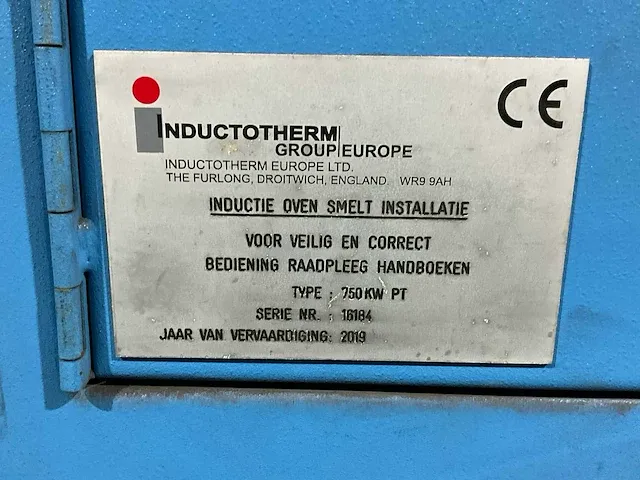 CE
INDUCTOTHERM
GROUP EUROPE
INDUCTOTHERM EUROPE LTD.
THE FURLONG, DROITWICH, ENGLAND. WR9 9AH
INDUCTIE OVEN SMELT INSTALLATIE
VOOR VEILIG EN CORRECT
BEDIENING RAADPLEEG HANDBOEKEN
TYPE : 750KW PT
SERIE NR. : 16184
JAAR VAN VERVAARDIGING: 2019